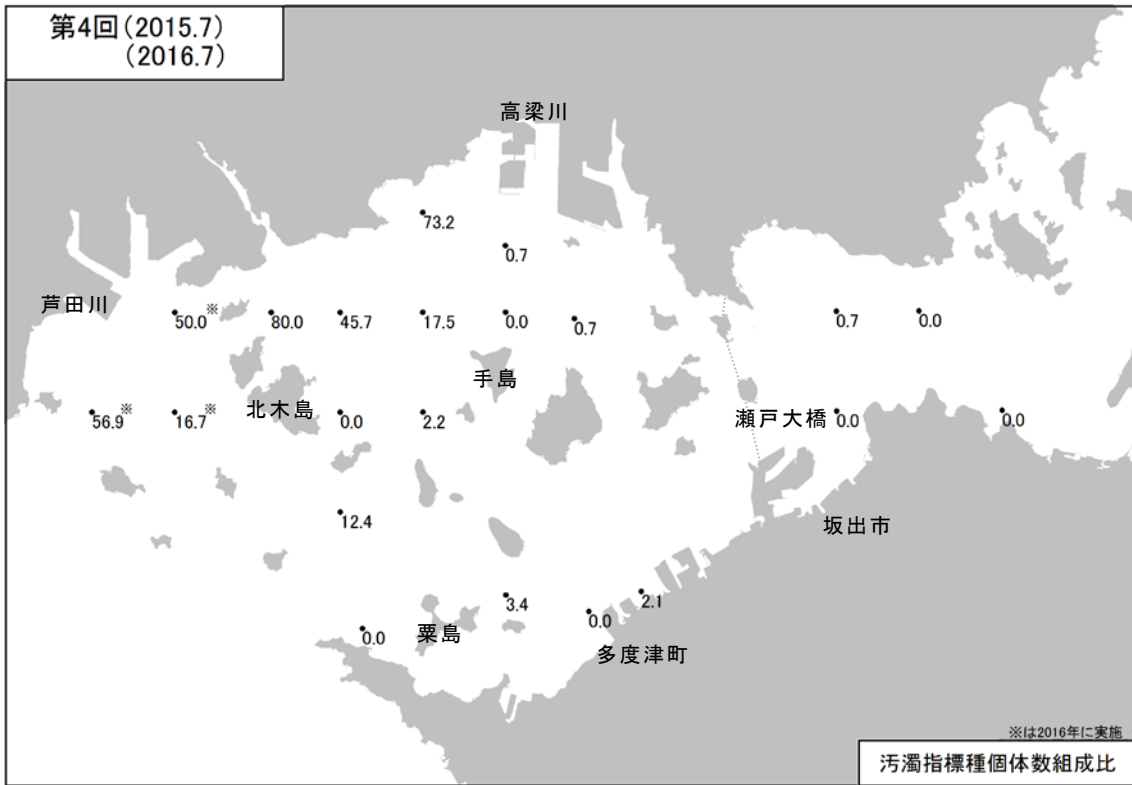 第4回(2015.7)
(2016.7)
高梁川
73.2
0.7
芦田川
50.0※
80.0
45.7
17.5
0.0
0.7
0.7
0.0
手島
56.9※
16.7※
北木島
0.0
2.2
瀬戸大橋
0.0
0.0
12.4
坂出市
3.4
2.1
0.0
0.0
粟島
多度津町
※は2016年に実施
汚濁指標種個体数組成比